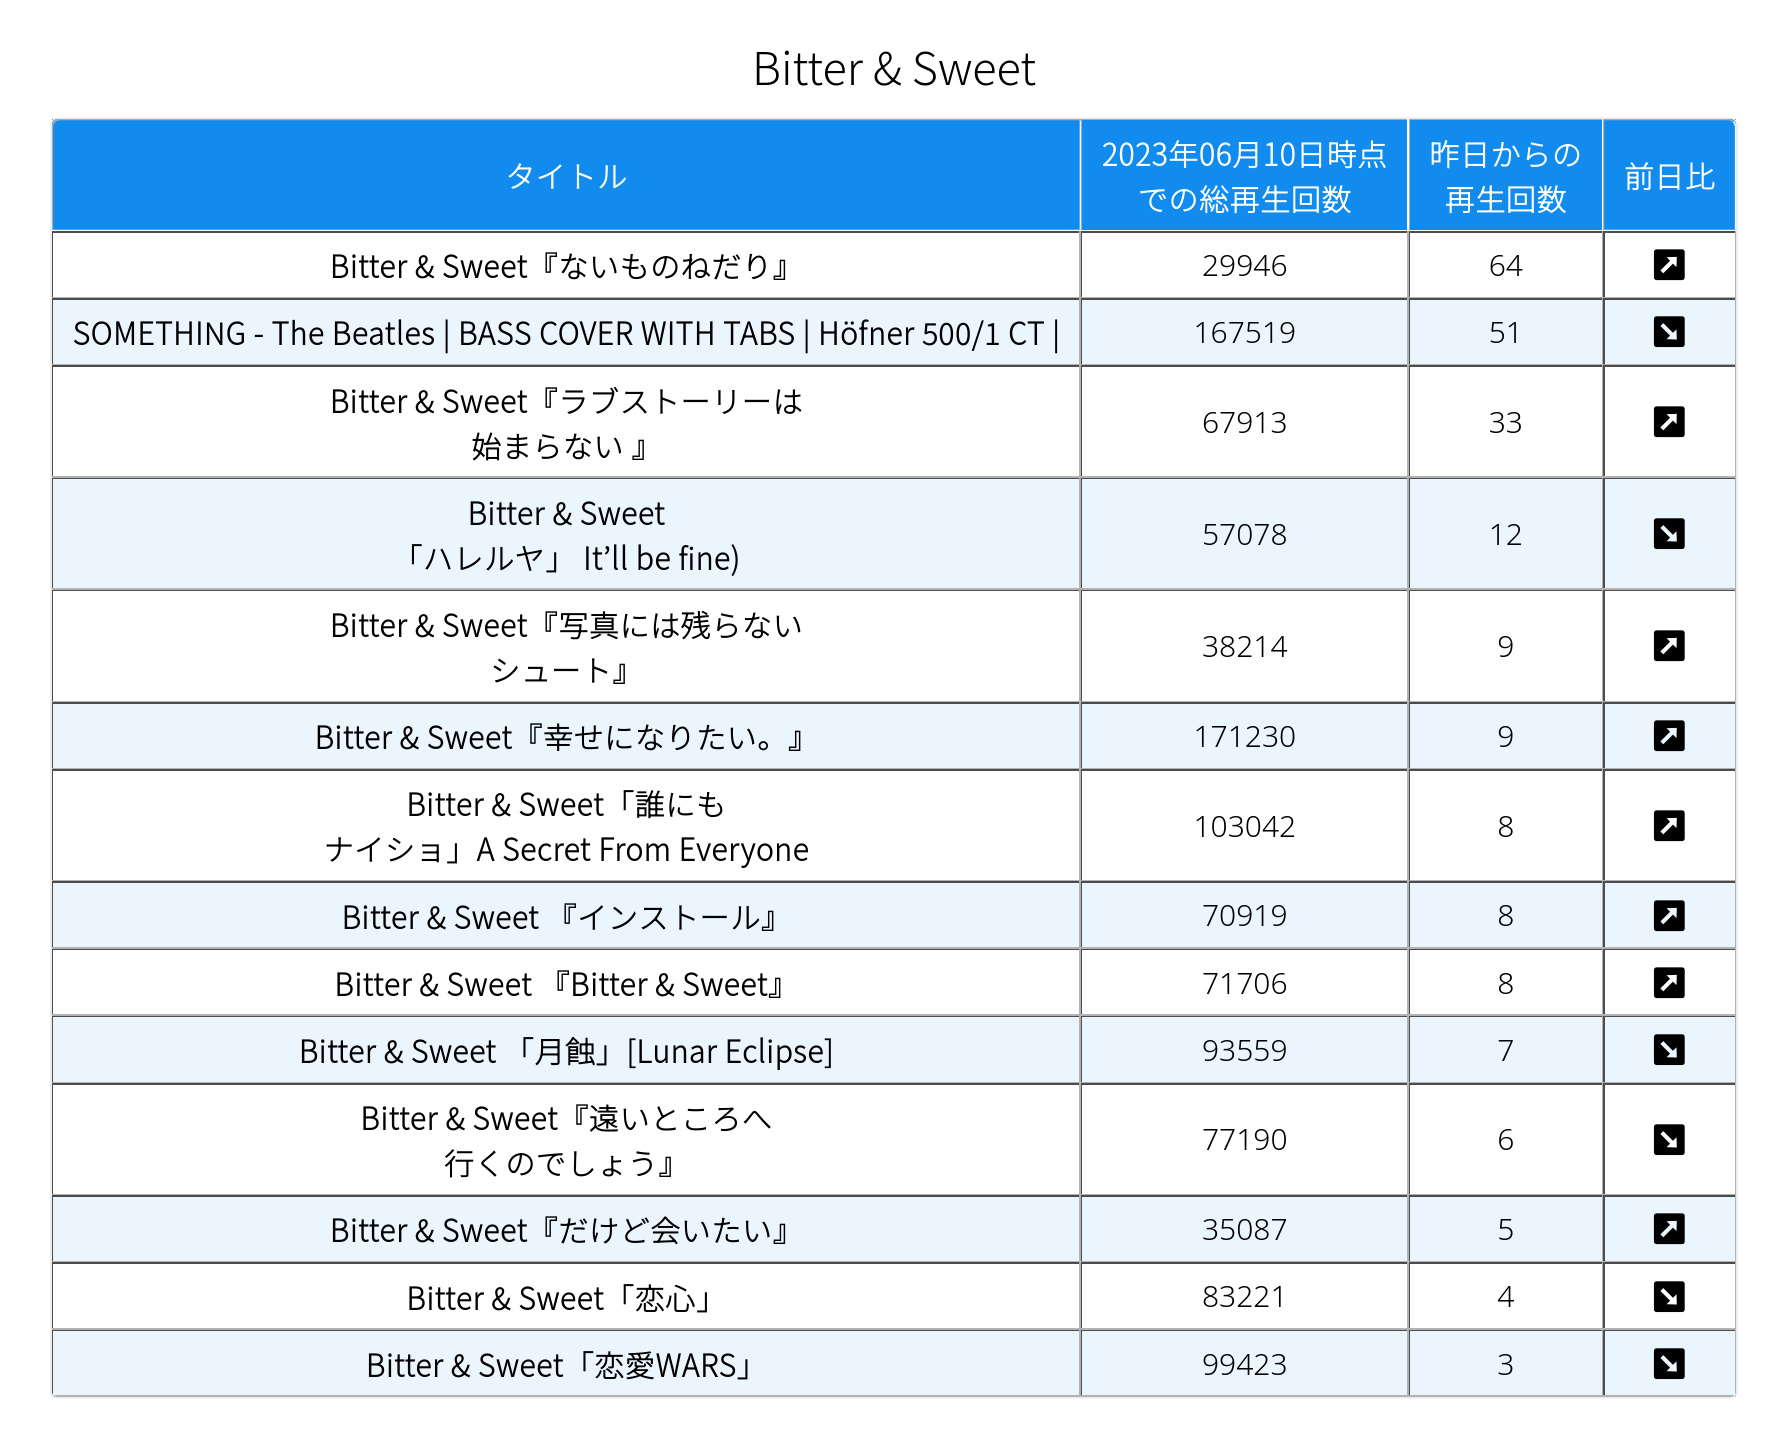 Bitter & Sweet
タイトル
2023年06月10日時点
での総再生回数
昨日からの
再生回数
前日比
Bitter & Sweet『ないものねだり』
29946
64
SOMETHING - The Beatles | BASS COVER WITH TABS | Höfner 500/1 CT |
167519
51
Bitter & Sweet『ラブストーリーは
始まらない 』
67913
33
Bitter & Sweet
「ハレルヤ」 It’ll be fine)
57078
12
Bitter & Sweet『写真には残らない
シュート』
38214
9
Bitter & Sweet『幸せになりたい。』
171230
9
Bitter & Sweet「誰にも
ナイショ」A Secret From Everyone
103042
8
Bitter & Sweet 『インストール』
70919
8
Bitter & Sweet 『Bitter & Sweet』
71706
8
Bitter & Sweet 「月蝕」[Lunar Eclipse]
93559
7
Bitter & Sweet『遠いところへ
行くのでしょう』
77190
6
Bitter & Sweet『だけど会いたい』
35087
5
Bitter & Sweet「恋心」
83221
4
Bitter & Sweet「恋愛WARS」
99423
3